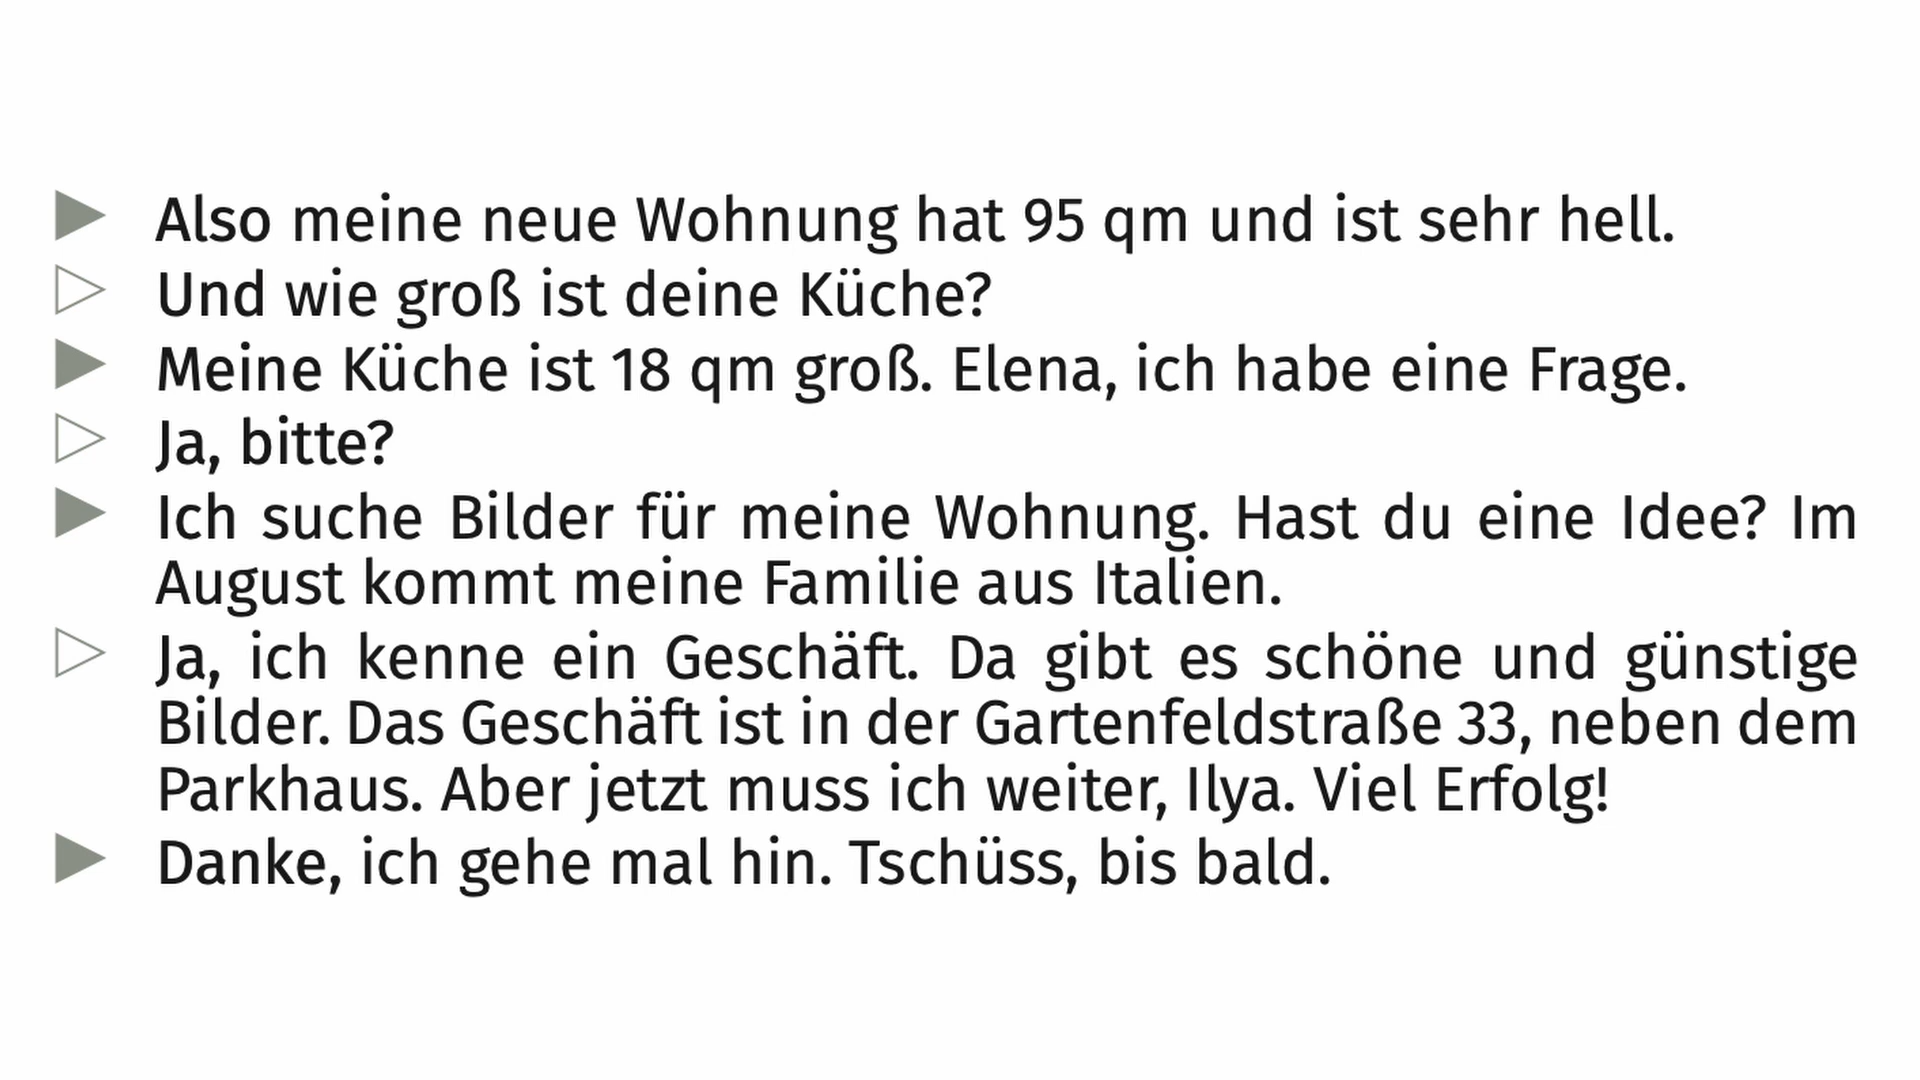 Also meine neue Wohnung hat 95 qm und ist sehr hell.
Und wie groß ist deine Küche?
Meine Küche ist 18 qm groß. Elena, ich habe eine Frage.
Ja, bitte?
Ich suche Bilder für meine Wohnung. Hast du eine Idee? Im
August kommt meine Familie aus Italien.
Ja, ich kenne ein Geschäft. Da gibt es schöne und günstige
Bilder. Das Geschäft ist in der Gartenfeldstraße 33, neben dem
Parkhaus. Aber jetzt muss ich weiter, Ilya. Viel Erfolg!
Danke, ich gehe mal hin. Tschüss, bis bald.